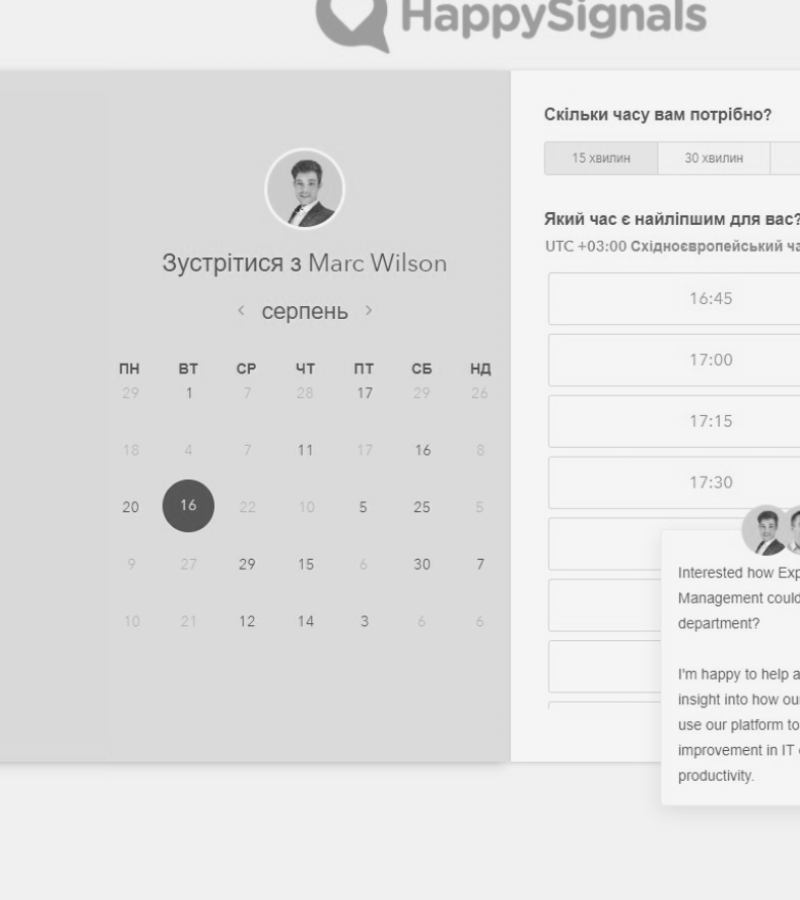 HappySignals
Зустрітися з Marc Wilson
‹ серпень ›
ПН ВТ СР ЧТ ПТ СБ НД
29 1 7 28 17 29 26
18 4 7 11 17 16 8
20 16 22 10 5 25 5
9 27 29 15 6 30 7
10 21 12 14 3 6 6
Скільки часу вам потрібно?
15 хвилин 30 хвилин
Який час є найліпшим для вас?
UTC +03:00 Східноєвропейський ча
16:45
17:00
17:15
17:30
Interested how Exp
Management could
department?
I'm happy to help a
insight into how ou
use our platform to
improvement in IT
productivity.